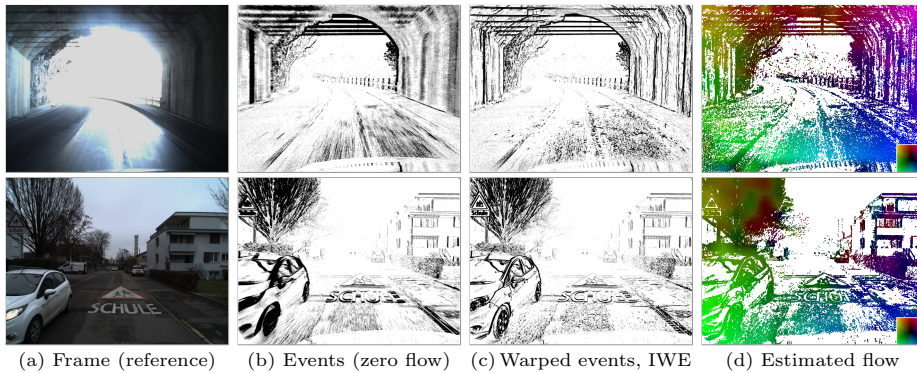 SCHULE
SCHULE
SCHULE
SCHULE
(a) Frame (reference)
(b) Events (zero flow)
(c) Warped events, IWE
(d) Estimated flow